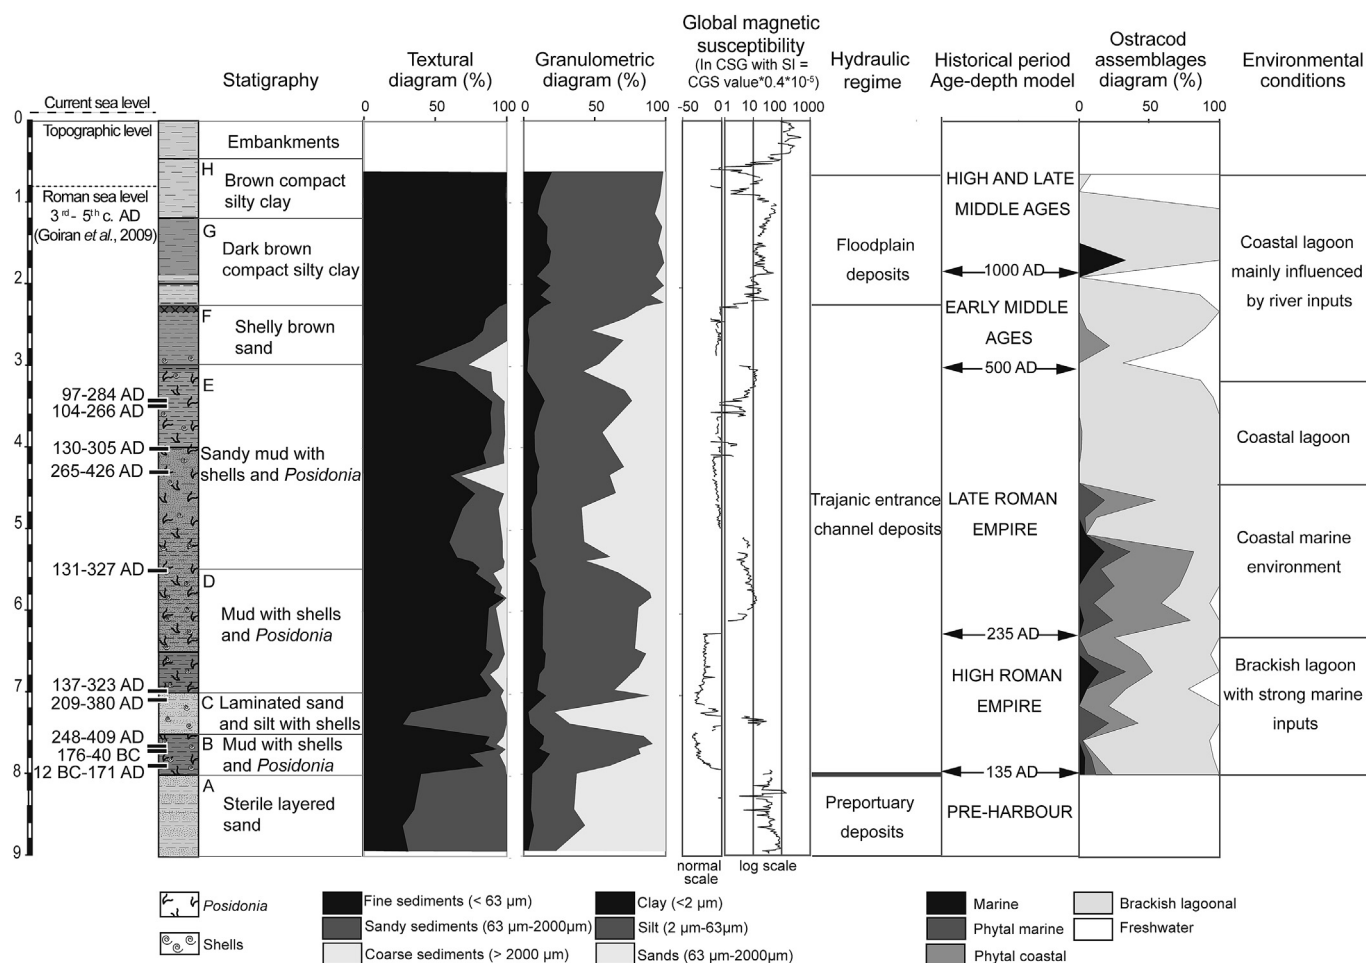 Global magnetic
susceptibility
(In CSG with SI =
CGS value*0.4*10-5)
Textural
diagram (%)
Granulometric
diagram (%)
Hydraulic
regime
Historical period
Age-depth model
Ostracod
assemblages
diagram (%)
Environmental
conditions
Statigraphy
Current sea level
0 50 100 0 50 100 -50 0 1 10 100 1000 0 50 100
0
Topographic level
Embankments
H
Brown compact
silty clay
1
Roman sea level
3rd - 5th c. AD
(Goiran et al., 2009)
G
Dark brown
compact silty clay
2
F
Shelly brown
sand
3
E
97-284 AD
104-266 AD
130-305 AD
4
265-426 AD
Sandy mud with
shells and Posidonia
5
131-327 AD
D
Mud with shells
and Posidonia
6
137-323 AD
7
209-380 AD
C Laminated sand
and silt with shells
248-409 AD
176-40 BC
12 BC-171 AD
B Mud with shells
and Posidonia
8
A
Sterile layered
sand
9
Floodplain
deposits
Trajanic entrance
channel deposits
Preportuary
deposits
HIGH AND LATE
MIDDLE AGES
1000 AD
EARLY MIDDLE
AGES
500 AD
LATE ROMAN
EMPIRE
235 AD
HIGH ROMAN
EMPIRE
135 AD
PRE-HARBOUR
Coastal lagoon
mainly influenced
by river inputs
Coastal lagoon
Coastal marine
environment
Brackish lagoon
with strong marine
inputs
normal
scale
log scale
Posidonia
Shells
Fine sediments (< 63 µm)
Sandy sediments (63 µm-2000µm)
Coarse sediments (> 2000 µm)
Clay (<2 µm)
Silt (2 µm-63µm)
Sands (63 µm-2000µm)
Marine
Phytal marine
Phytal coastal
Brackish lagoonal
Freshwater